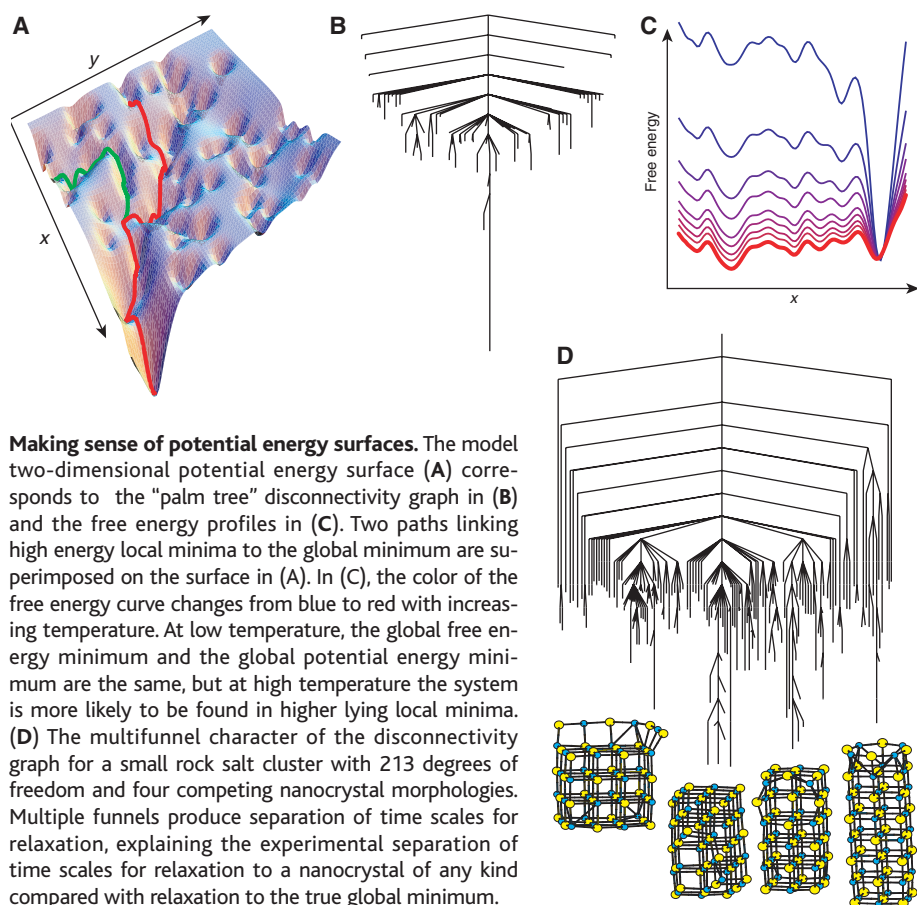 A
y
x
B
C
Free energy
x
D
Making sense of potential energy surfaces. The model
two-dimensional potential energy surface (A) corre-
sponds to the “palm tree” disconnectivity graph in (B)
and the free energy profiles in (C). Two paths linking
high energy local minima to the global minimum are su-
perimposed on the surface in (A). In (C), the color of the
free energy curve changes from blue to red with increas-
ing temperature. At low temperature, the global free en-
ergy minimum and the global potential energy mini-
mum are the same, but at high temperature the system
is more likely to be found in higher lying local minima.
(D) The multifunnel character of the disconnectivity
graph for a small rock salt cluster with 213 degrees of
freedom and four competing nanocrystal morphologies.
Multiple funnels produce separation of time scales for
relaxation, explaining the experimental separation of
time scales for relaxation to a nanocrystal of any kind
compared with relaxation to the true global minimum.